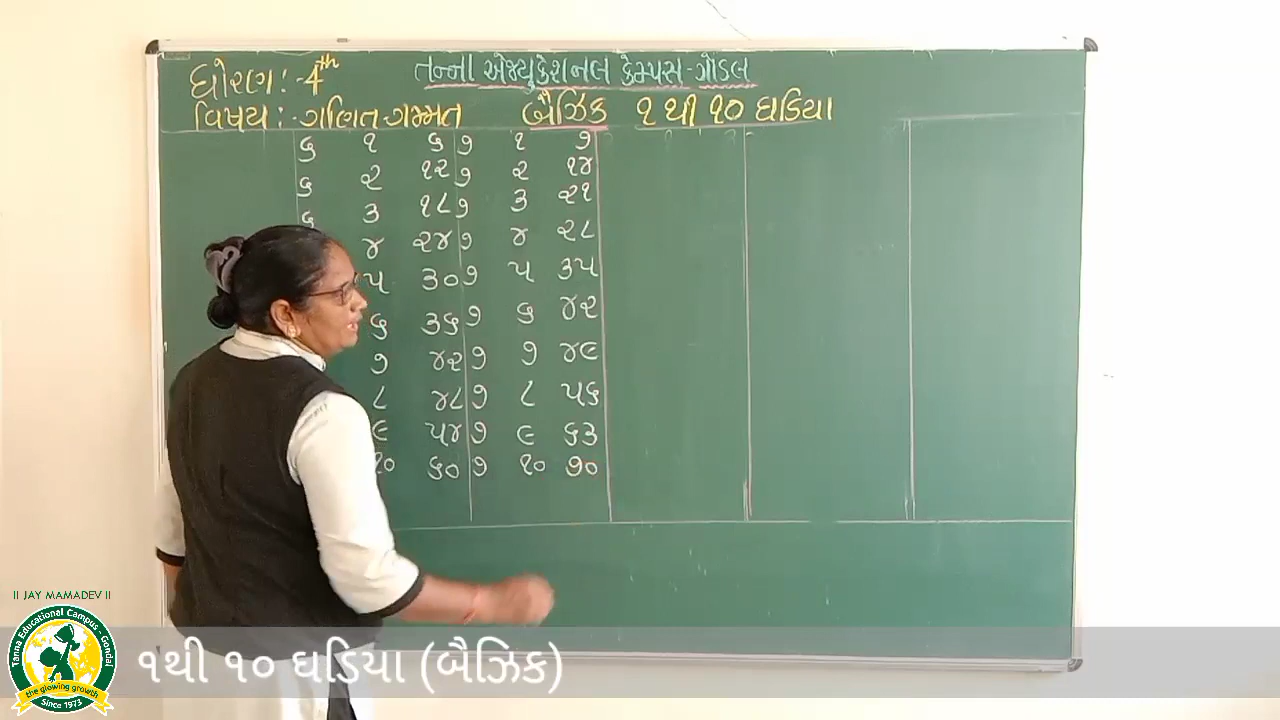 ધોરણ :- 4th
તન્ના એજ્યુકેશનલ કેમ્પસ-ગોંડલ
વિષય : -ગણિત-ગમ્મત
બૈઝિક ૧ થી ૧૦ ઘડિયા
૬ ૧ ૬ ૭ ૧ ૭
૬ ૨ ૧૨ ૭ ૨ ૧૪
૬ ૩ ૧૮ ૭ ૩ ૨૧
૪ ૨૪ ૭ ૪ ૨૮
૫ ૩૦ ૭ ૫ ૩૫
૬ ૩૬ ૭ ૬ ૪૨
૭ ૪૨ ૭ ૭ ૪૯
૮ ૪૮ ૭ ૮ ૫૬
૯ ૫૪ ૭ ૯ ૬૩
૧૦ ૬૦ ૭ ૧૦ ૭૦
II JAY MAMADEV II
Tanna Educational Campus - Gondal
the glowing growth
Since 1973
૧થી ૧૦ ઘડિયા (બૈઝિક)